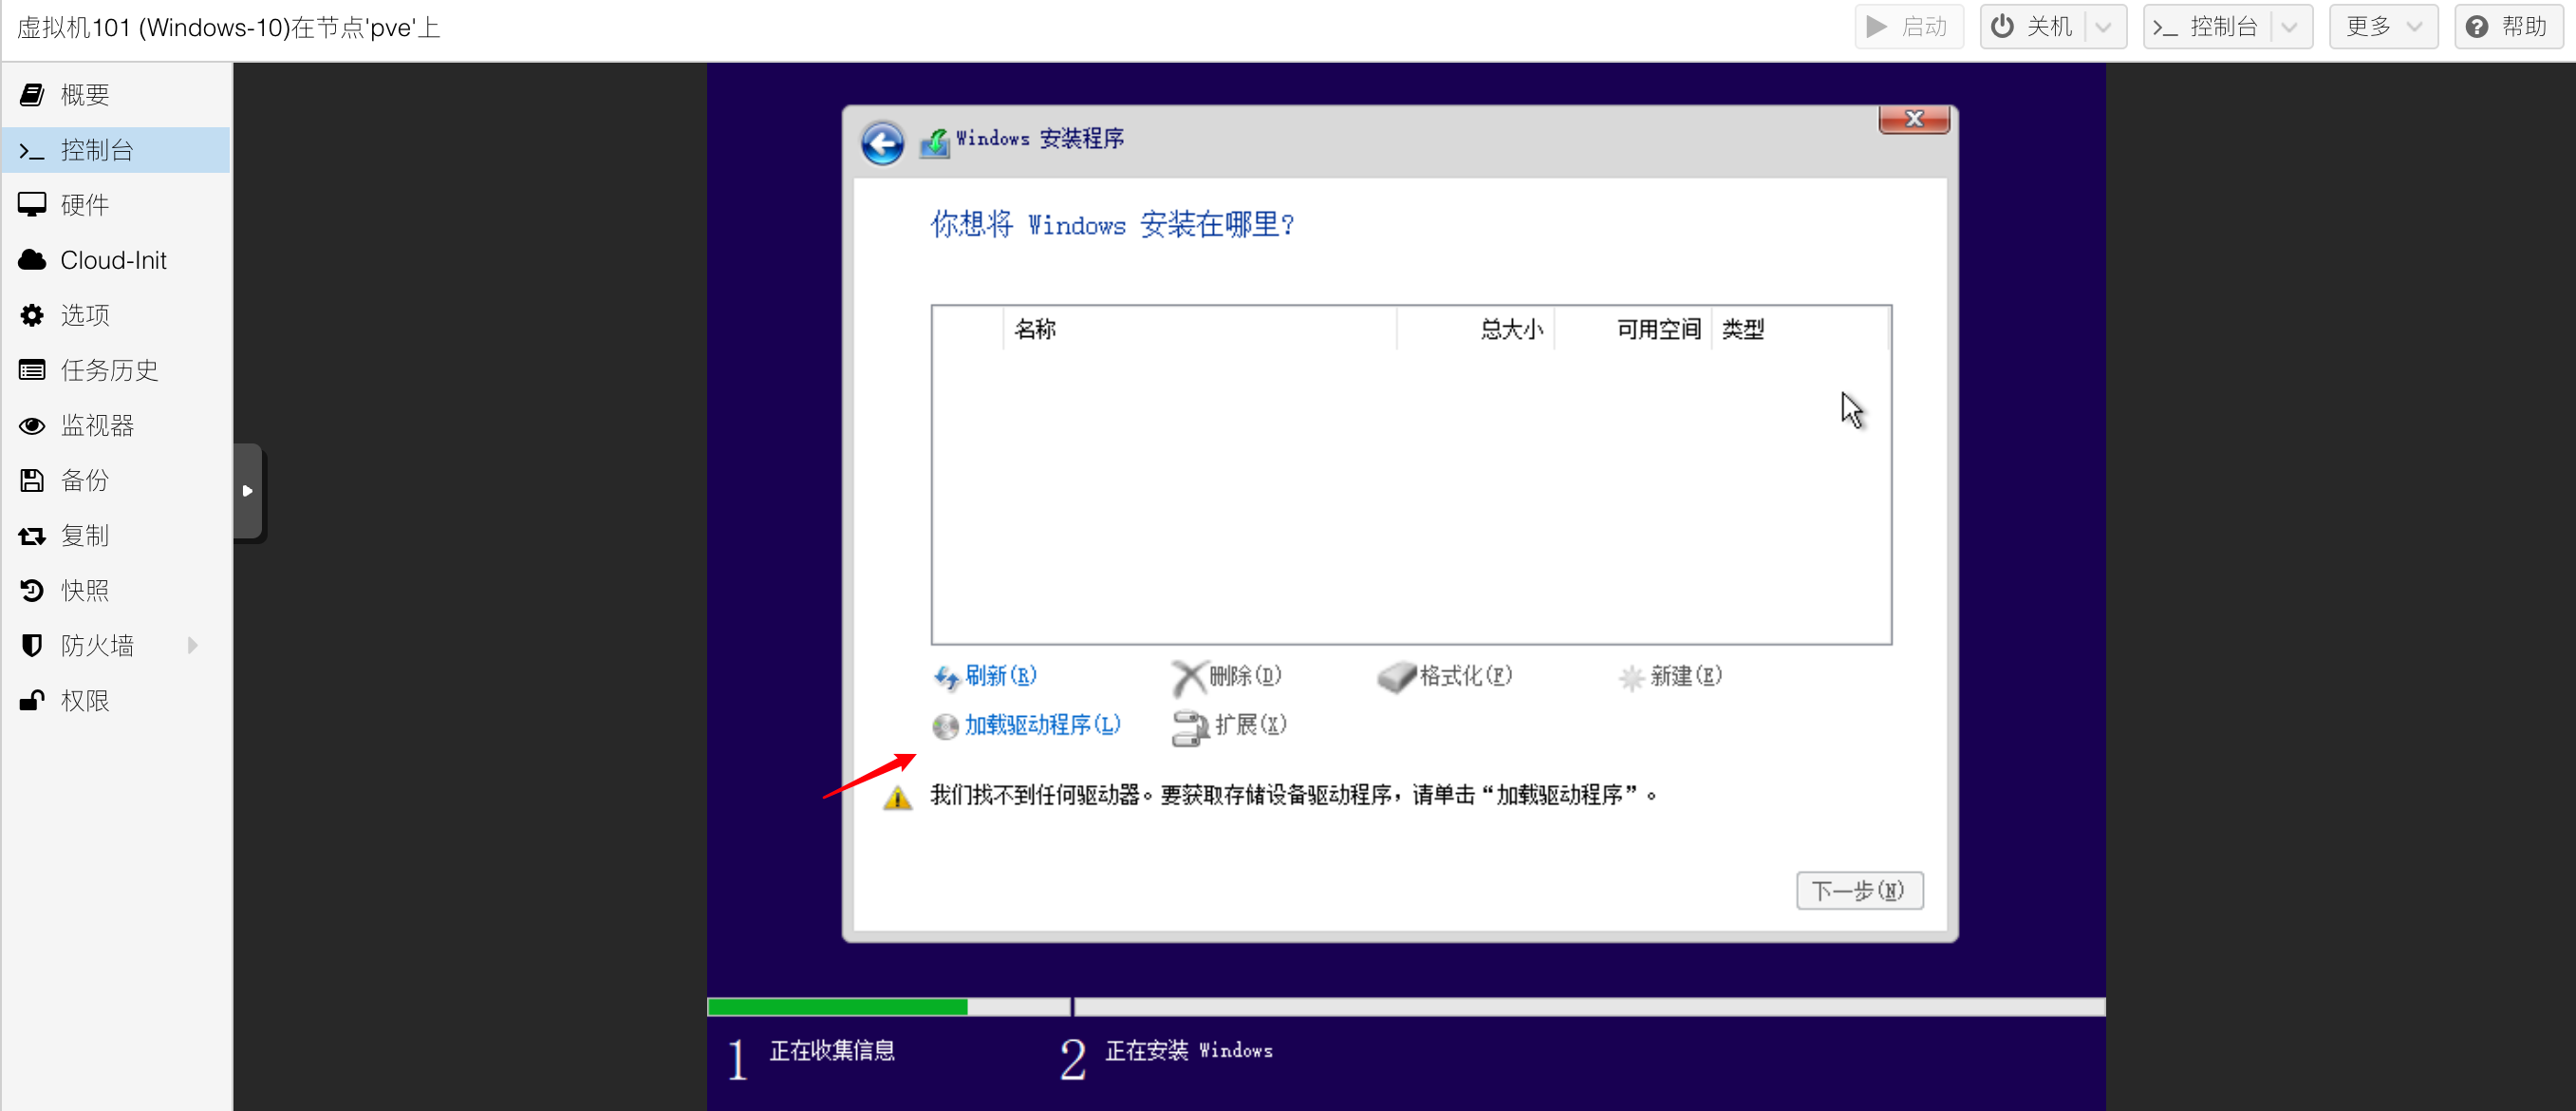 虚拟机101 (Windows-10)在节点'pve'上
启动 关机 控制台 更多 帮助
概要
控制台
硬件
Cloud-Init
选项
任务历史
监视器
备份
复制
快照
防火墙
权限
Windows 安装程序
你想将 Windows 安装在哪里?
名称 总大小 可用空间 类型
刷新(R) 删除(D) 格式化(F) 新建(E)
加载驱动程序(L) 扩展(X)
我们找不到任何驱动器。要获取存储设备驱动程序，请单击“加载驱动程序”。
下一步(N)
1 正在收集信息 2 正在安装 Windows